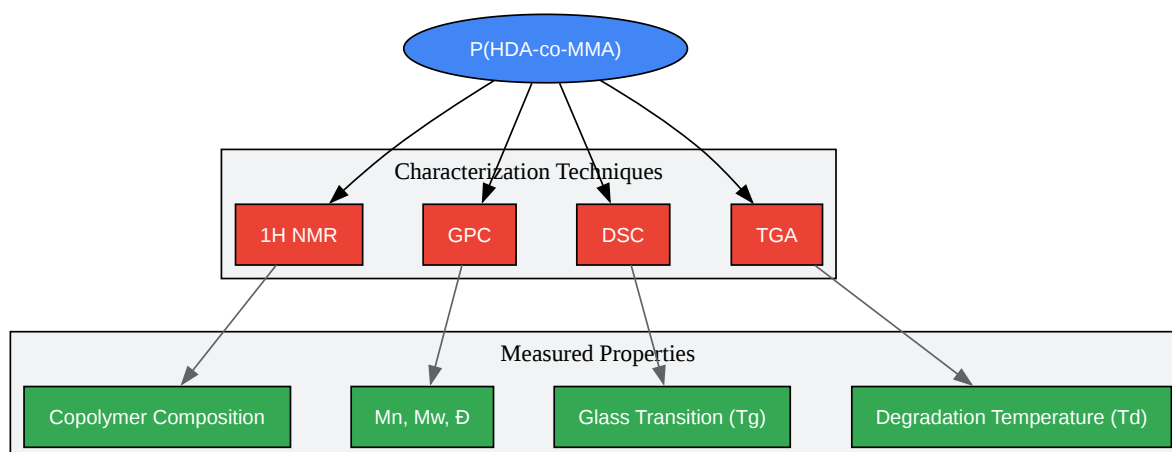 P(HDA-co-MMA)
Characterization Techniques
1H NMR
GPC
DSC
TGA
Measured Properties
Copolymer Composition
Mn, Mw, Đ
Glass Transition (Tg)
Degradation Temperature (Td)